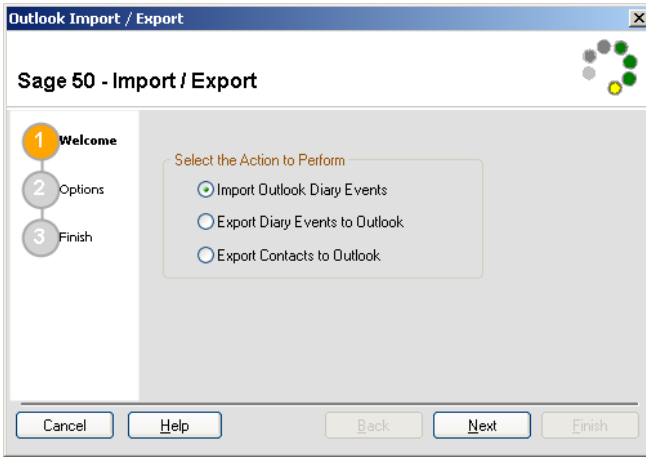 Outlook Import / Export
Sage 50 - Import / Export
1 Welcome
2 Options
3 Finish
Select the Action to Perform
Import Outlook Diary Events
Export Diary Events to Outlook
Export Contacts to Outlook
Cancel Help Back Next Finish